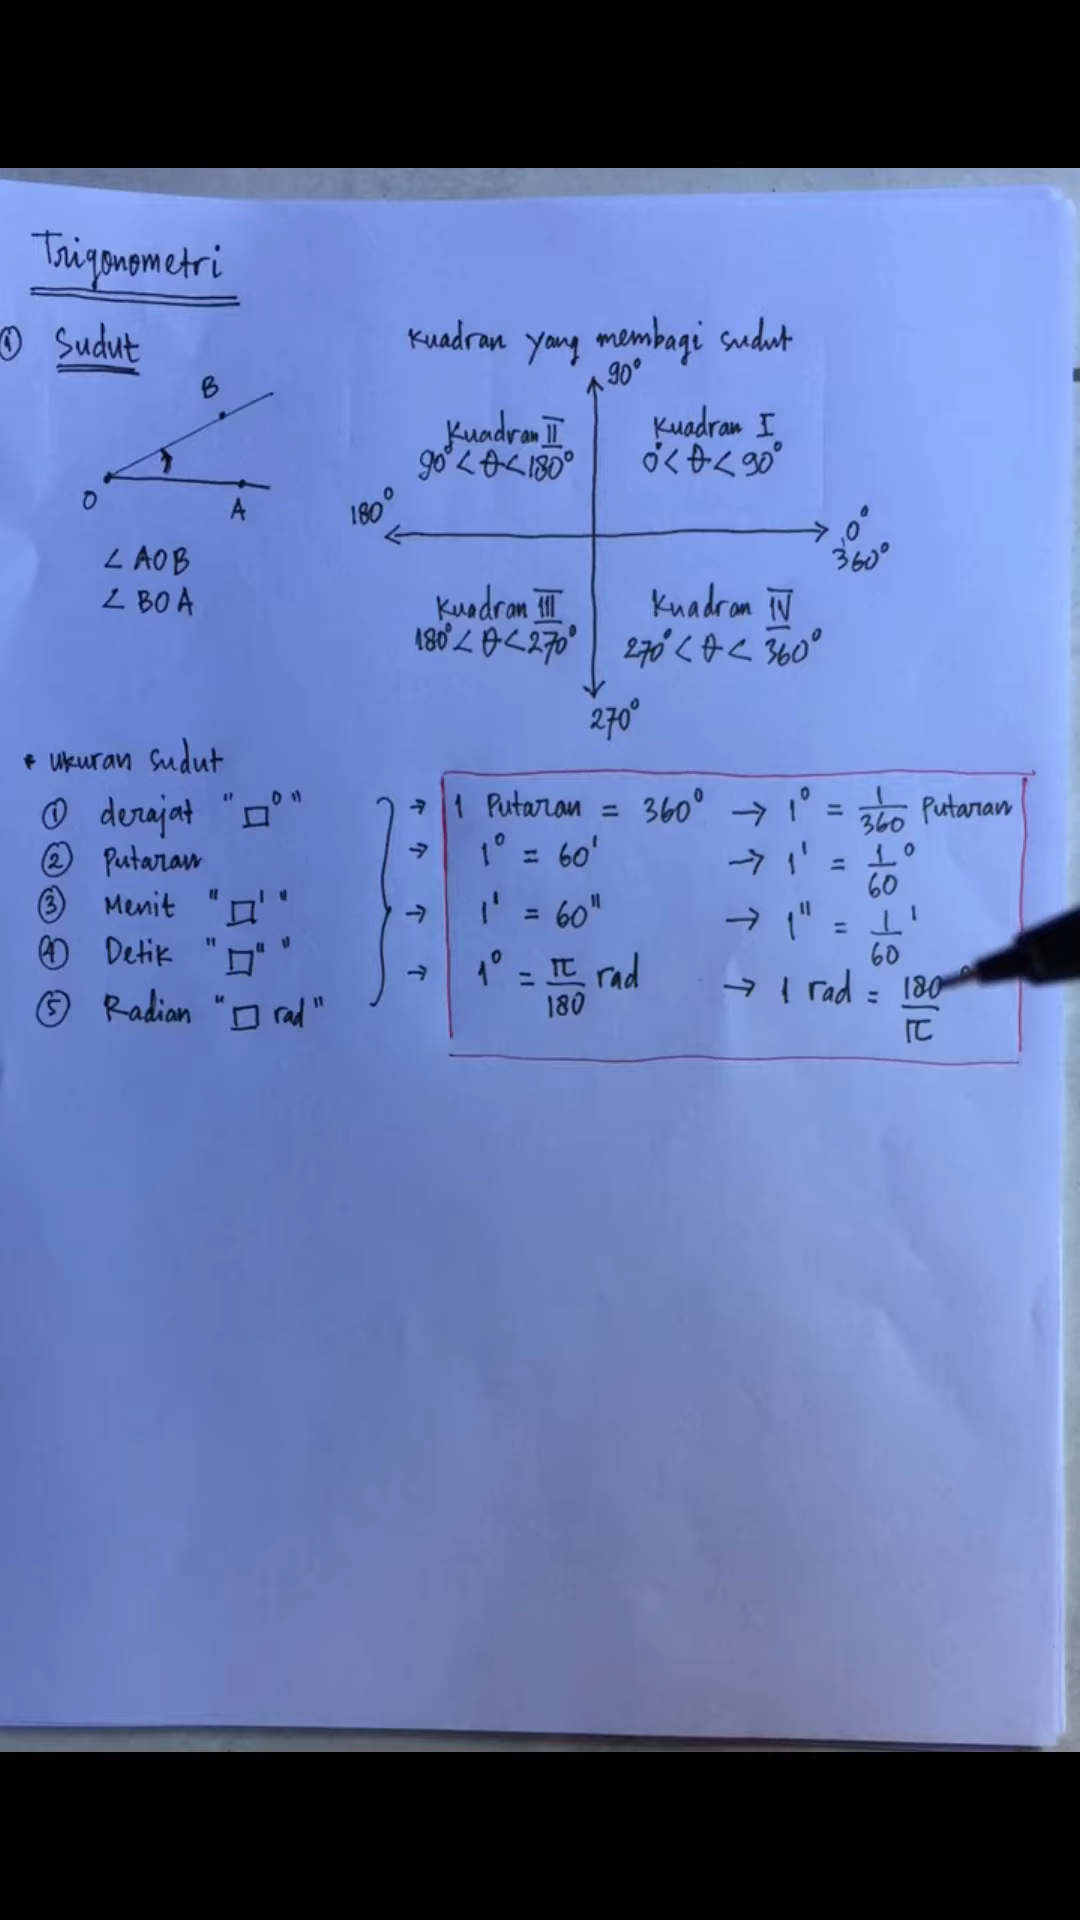 Trigonometri
① Sudut
B
O
A
∠ AOB
∠ BOA
Kuadran yang membagi sudut
90°
Kuadran II
90° < θ < 180°
Kuadran I
0° < θ < 90°
180°
0°,
360°
Kuadran III
180° < θ < 270°
Kuadran IV
270° < θ < 360°
270°
* ukuran sudut
① derajat "□°"
② Putaran
③ Menit "□'"
④ Detik "□""
⑤ Radian "□ rad"
→ 1 Putaran = 360° → 1° = 1/360 Putaran
→ 1° = 60' → 1' = 1/60°
→ 1' = 60" → 1" = 1/60'
→ 1° = π/180 rad → 1 rad = 180°/π